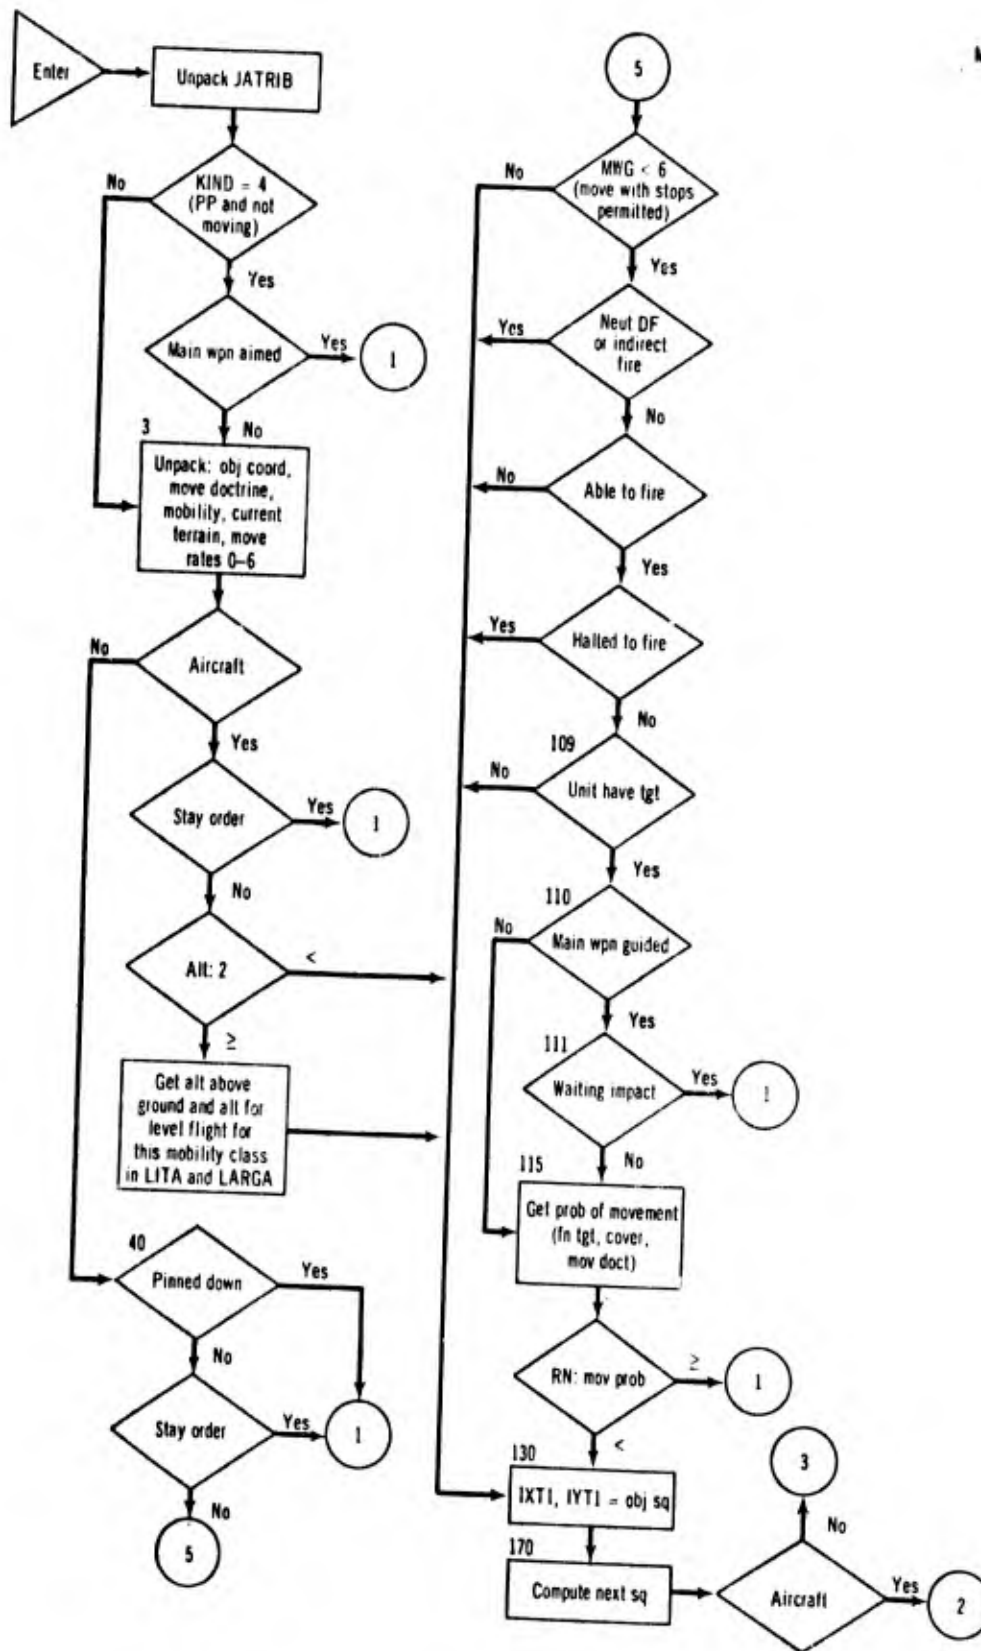 Enter
Unpack JATRIB
KIND = 4
(PP and not
moving)
No
Yes
Main wpn aimed
Yes
1
No
3
Unpack: obj coord,
move doctrine,
mobility, current
terrain, move
rates 0–6
Aircraft
No
Yes
Stay order
Yes
1
No
Alt: 2
<
≥
Get alt above
ground and alt for
level flight for
this mobility class
in LITA and LARGA
40
Pinned down
Yes
No
Stay order
Yes
1
No
5
5
MWG < 6
(move with stops
permitted)
No
Yes
Neut DF
or indirect
fire
Yes
No
Able to fire
No
Yes
Halted to fire
Yes
No
109
Unit have tgt
No
Yes
110
Main wpn guided
No
Yes
111
Waiting impact
Yes
1
No
115
Get prob of movement
(fn tgt, cover,
mov doct)
RN: mov prob
≥
1
<
130
IXT1, IYT1 = obj sq
170
Compute next sq
Aircraft
No
3
Yes
2